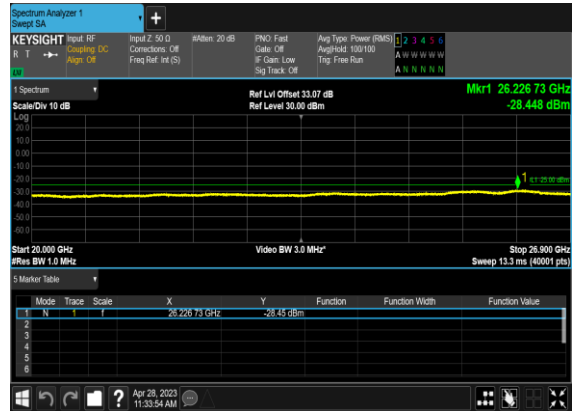 Spectrum Analyzer 1
Swept SA
+
KEYSIGHT Input: RF Input Z: 50 Ω #Atten: 20 dB PNO: Fast Avg Type: Power (RMS) 1 2 3 4 5 6
R T Coupling: DC Corrections: Off Gate: Off Avg|Hold: 100/100 A W W W W W
Align: Off Freq Ref: Int (S) IF Gain: Low Trig: Free Run
Sig Track: Off A N N N N N
1 Spectrum Ref Lvl Offset 33.07 dB Mkr1 26.226 73 GHz
Scale/Div 10 dB Ref Level 30.00 dBm -28.448 dBm
Log
20.0
10.0
0.00
-10.0
-20.0
-30.0
-40.0
-50.0
-60.0
1
DL1 -25.00 dBm
Start 20.000 GHz Video BW 3.0 MHz* Stop 26.900 GHz
#Res BW 1.0 MHz Sweep 13.3 ms (40001 pts)
5 Marker Table
Mode Trace Scale X Y Function Function Width Function Value
1 N 1 f 26.226 73 GHz -28.45 dBm
2
3
4
5
6
? Apr 28, 2023
11:33:54 AM